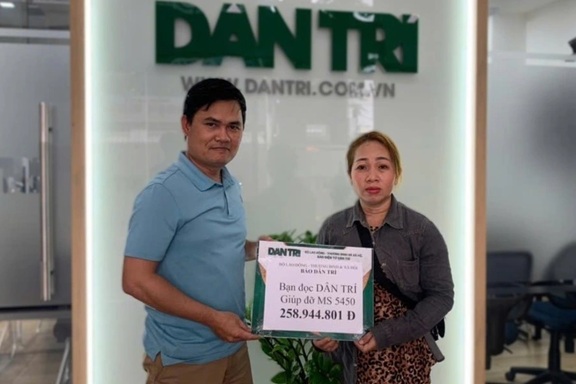 DÂN TRÍ
WWW.DANTRI.COM.VN
DÂN TRÍ
BÁO DÂN TRÍ
Bạn đọc DÂN TRÍ
Giúp đỡ MS 5450
258.944.801 Đ